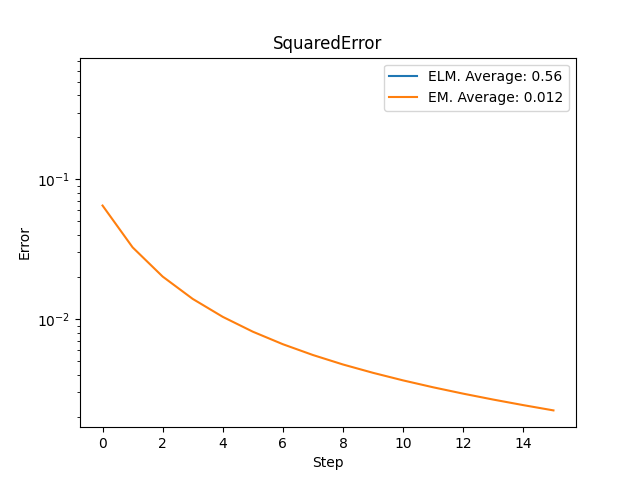 SquaredError
ELM. Average: 0.56
EM. Average: 0.012
Error
10⁻¹
10⁻²
0 2 4 6 8 10 12 14
Step